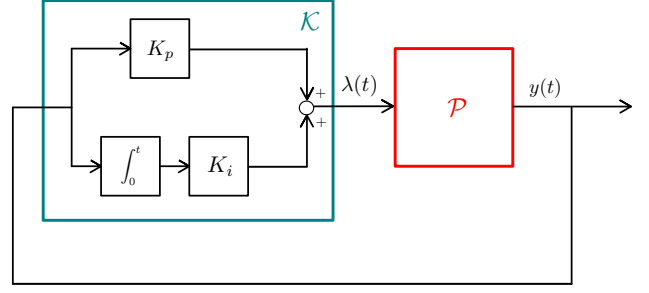 𝒦
K_p
+
λ(t)
y(t)
𝒫
+
∫_0^t
K_i